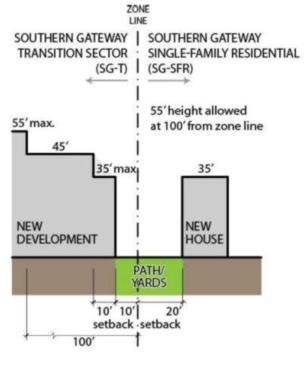 ZONE
LINE
SOUTHERN GATEWAY
TRANSITION SECTOR
(SG-T)
SOUTHERN GATEWAY
SINGLE-FAMILY RESIDENTIAL
(SG-SFR)
55' height allowed
at 100' from zone line
55' max.
45'
35' max
35'
NEW
DEVELOPMENT
NEW
HOUSE
PATH/
YARDS
10' 10' 20'
setback setback
100'